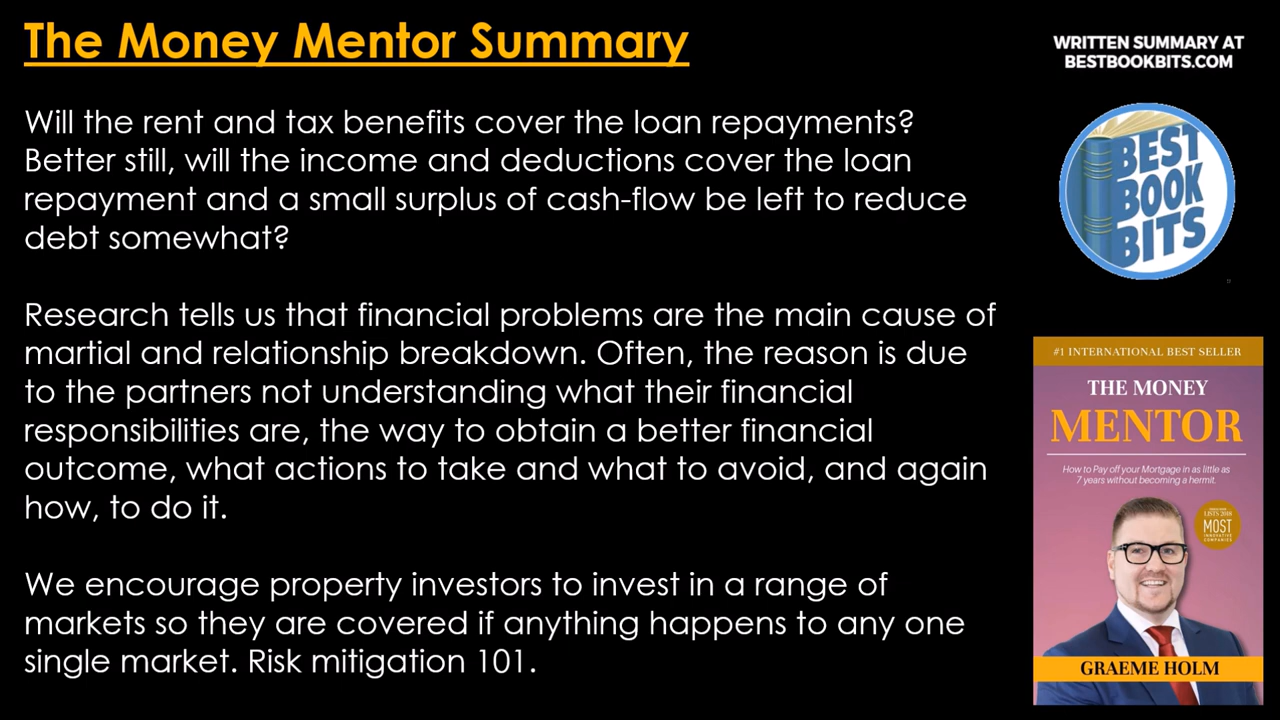 The Money Mentor Summary
Will the rent and tax benefits cover the loan repayments?
Better still, will the income and deductions cover the loan
repayment and a small surplus of cash-flow be left to reduce
debt somewhat?
Research tells us that financial problems are the main cause of
martial and relationship breakdown. Often, the reason is due
to the partners not understanding what their financial
responsibilities are, the way to obtain a better financial
outcome, what actions to take and what to avoid, and again
how, to do it.
We encourage property investors to invest in a range of
markets so they are covered if anything happens to any one
single market. Risk mitigation 101.
WRITTEN SUMMARY AT
BESTBOOKBITS.COM
BEST
BOOK
BITS
#1 INTERNATIONAL BEST SELLER
THE MONEY
MENTOR
How to Pay off your Mortgage in as little as
7 years without becoming a hermit.
MOST
GRAEME HOLM